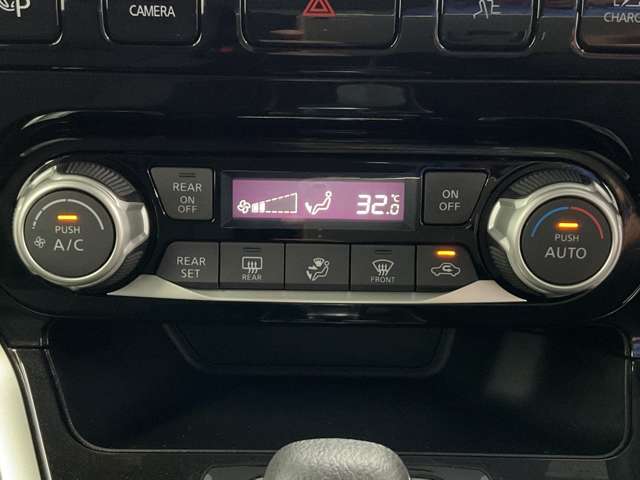 CAMERA
CHARG
REAR
ON
OFF
32.0
°C
ON
OFF
PUSH
A/C
PUSH
AUTO
REAR
SET
REAR
FRONT